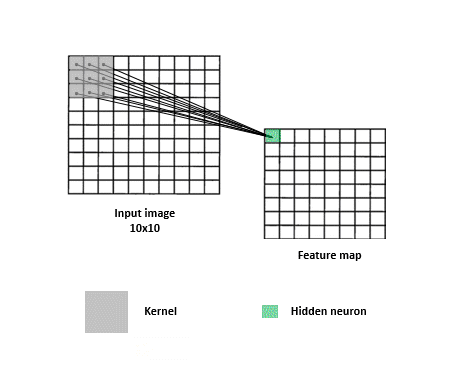 Input image
10x10
Feature map
Kernel
Hidden neuron